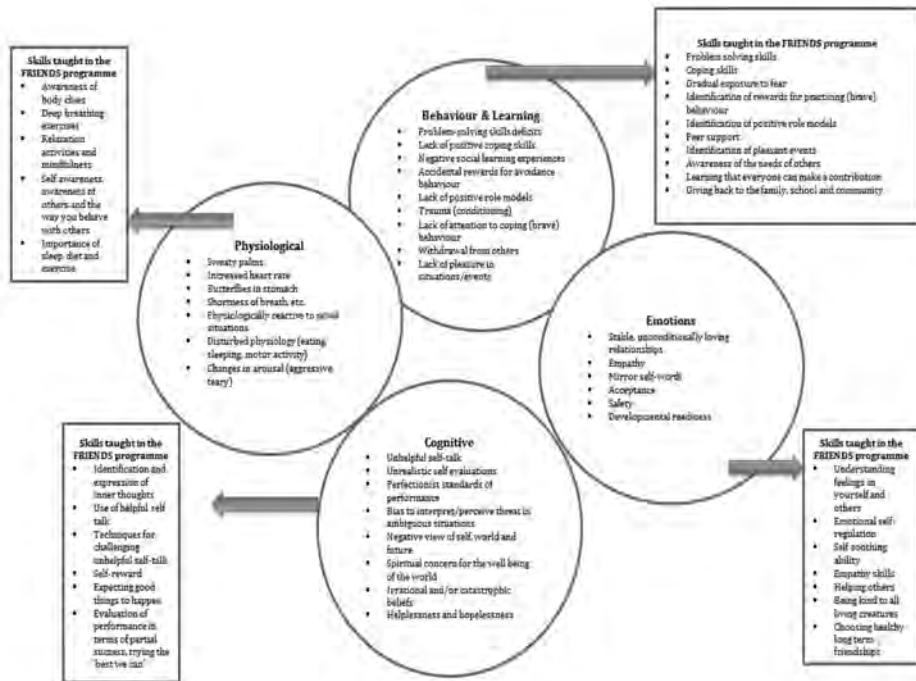 Skills taught in the
FRIENDS programme
• Awareness of
body clues
• Deep breathing
exercises
• Relaxation
activities and
mindfulness
• Self awareness,
awareness of
others and the
way you behave
with others
• Importance of
sleep, diet and
exercise
Behaviour & Learning
• Problem-solving skills deficits
• Lack of positive coping skills
• Negative social learning experiences
• Accidental rewards for avoidance
behaviour
• Lack of positive role models
• Trauma (conditioning)
• Lack of attention to coping (brave)
behaviour
• Withdrawal from others
• Lack of pleasure in
situations/events
Skills taught in the FRIENDS programme
• Problem solving skills
• Coping skills
• Gradual exposure to fear
• Identification of rewards for practicing (brave)
behaviour
• Identification of positive role models
• Peer support
• Identification of pleasant events
• Awareness of the needs of others
• Learning that everyone can make a contribution
• Giving back to the family, school and community
Physiological
• Sweaty palms
• Increased heart rate
• Butterflies in stomach
• Shortness of breath, etc.
• Physiologically reactive to novel
situations
• Disturbed physiology (eating,
sleeping, motor activity)
• Changes in arousal (aggressive,
teary)
Emotions
• Stable, unconditionally loving
relationships
• Empathy
• Mirror self-worth
• Acceptance
• Safety
• Developmental readiness
Cognitive
• Unhelpful self-talk
• Unrealistic self evaluations
• Perfectionist standards of
performance
• Bias to interpret/perceive threat in
ambiguous situations
• Negative view of self, world and
future
• Spiritual concern for the well being
of the world
• Irrational and/or catastrophic
beliefs
• Helplessness and hopelessness
Skills taught in the
FRIENDS programme
• Identification and
expression of
inner thoughts
• Use of helpful self
talk
• Techniques for
challenging
unhelpful self-talk
• Self-reward
• Expecting good
things to happen
• Evaluation of
performance in
terms of partial
success, trying the
'best we can'
Skills taught in the
FRIENDS programme
• Understanding
feelings in
yourself and
others
• Emotional self-
regulation
• Self soothing
ability
• Empathy skills
• Helping others
• Being kind to all
living creatures
• Choosing healthy
long term
friendships